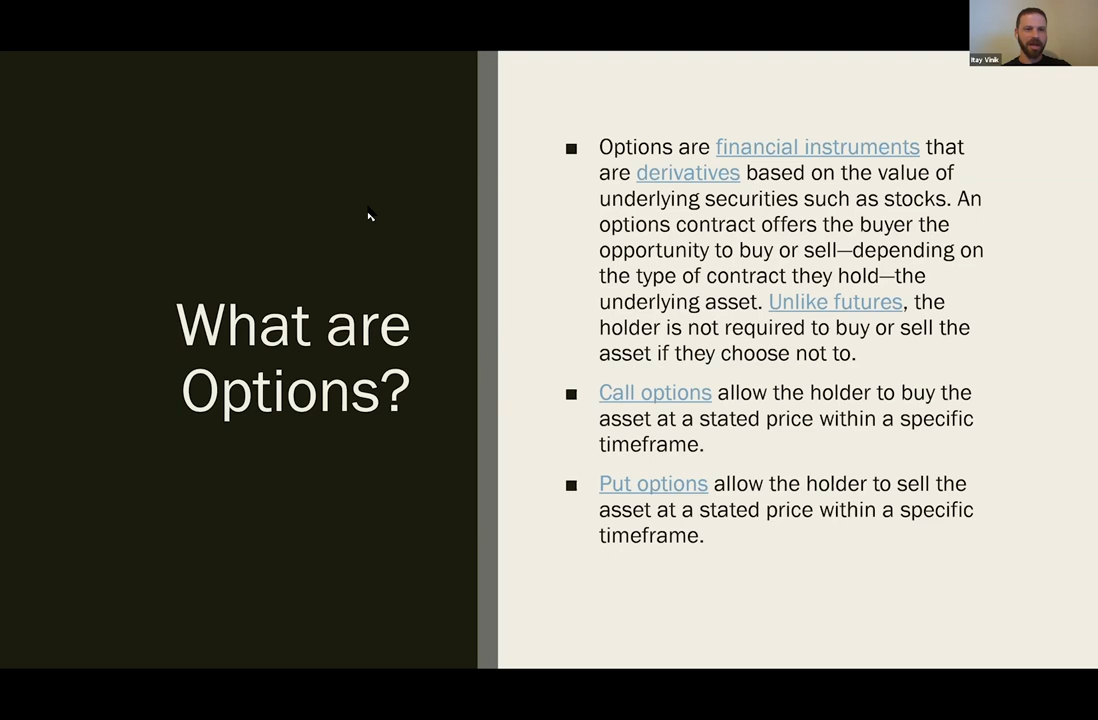 Itay Vinik
What are
Options?
■ Options are financial instruments that
are derivatives based on the value of
underlying securities such as stocks. An
options contract offers the buyer the
opportunity to buy or sell—depending on
the type of contract they hold—the
underlying asset. Unlike futures, the
holder is not required to buy or sell the
asset if they choose not to.
■ Call options allow the holder to buy the
asset at a stated price within a specific
timeframe.
■ Put options allow the holder to sell the
asset at a stated price within a specific
timeframe.